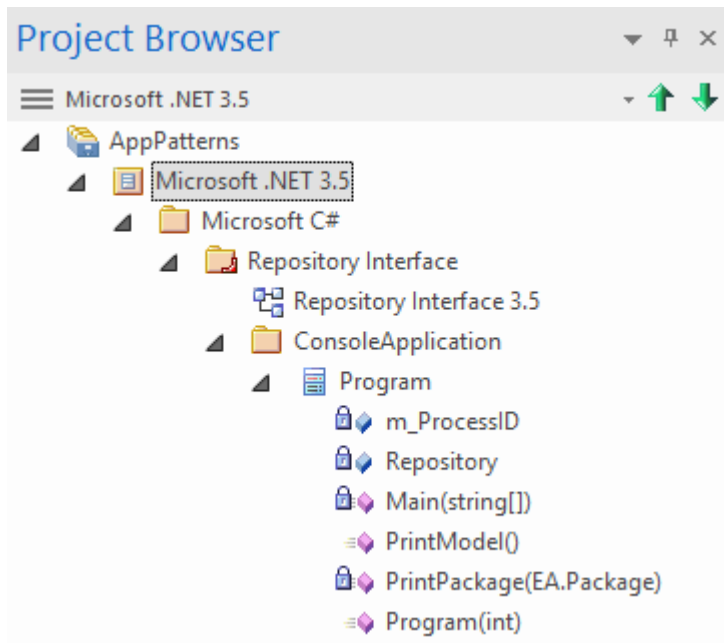 Project Browser
Microsoft .NET 3.5
AppPatterns
Microsoft .NET 3.5
Microsoft C#
Repository Interface
Repository Interface 3.5
ConsoleApplication
Program
m_ProcessID
Repository
Main(string[])
PrintModel()
PrintPackage(EA.Package)
Program(int)